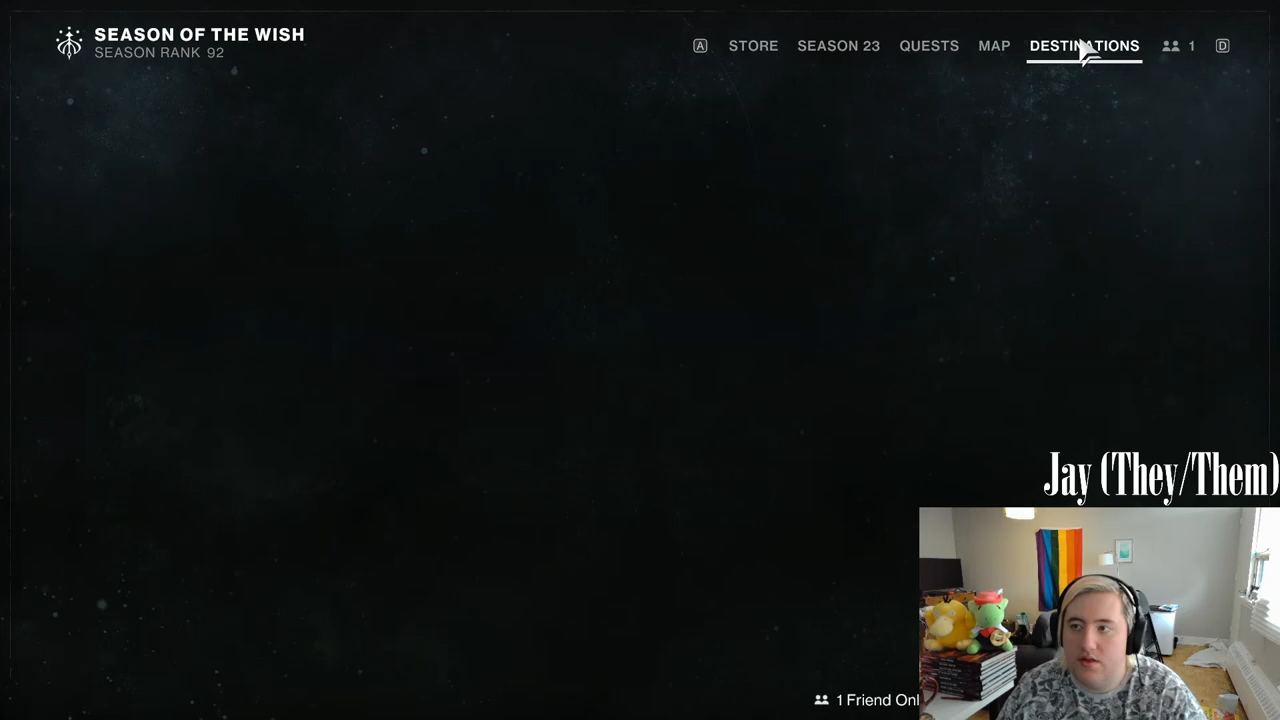 SEASON OF THE WISH
SEASON RANK 92
A STORE SEASON 23 QUESTS MAP DESTINATIONS 1 D
Jay (They/Them)
1 Friend Onl